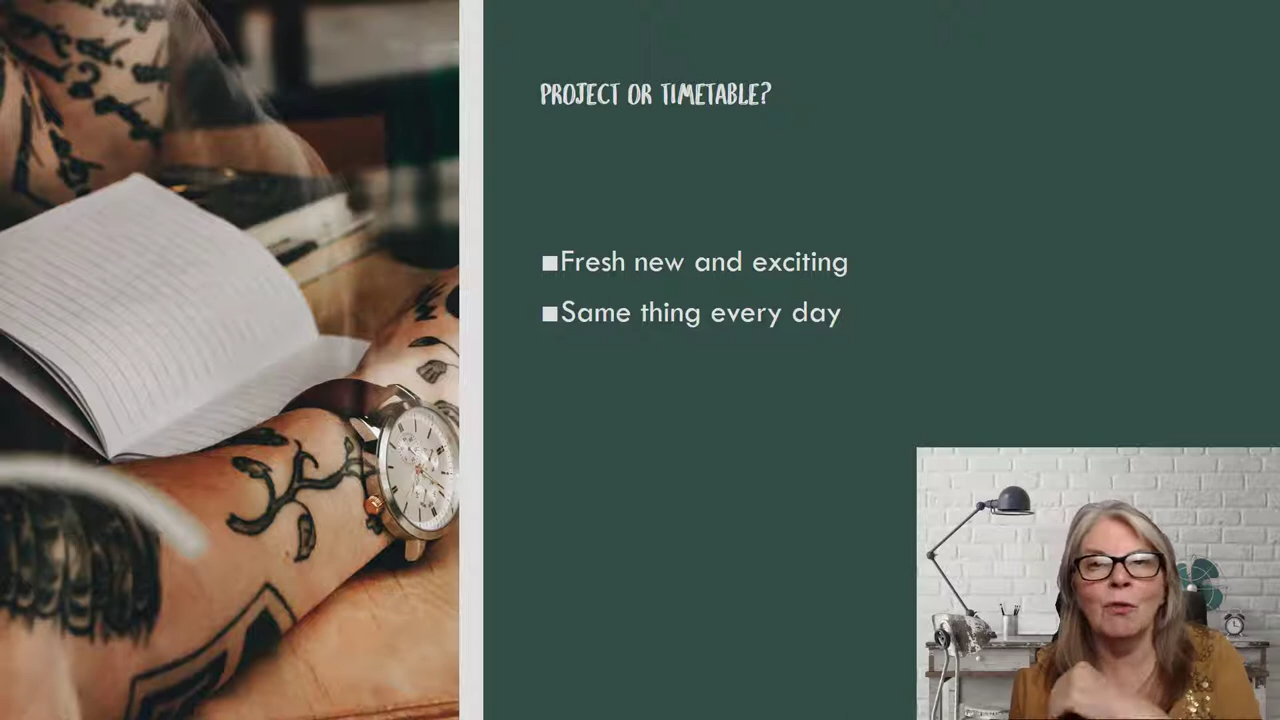 PROJECT OR TIMETABLE?
■Fresh new and exciting
■Same thing every day